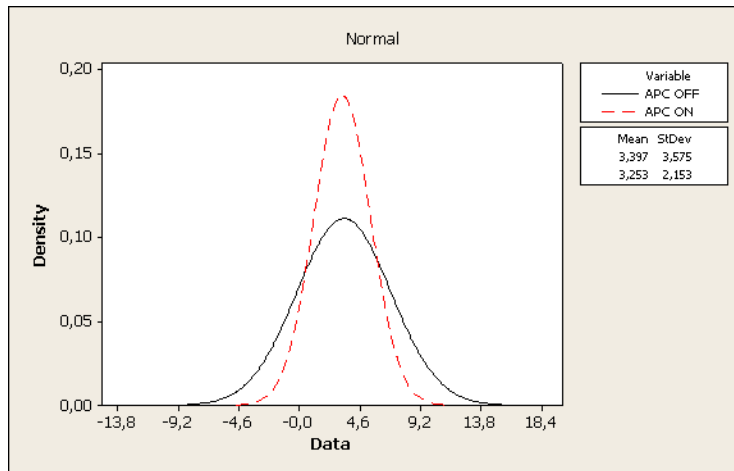 Normal
0,20
0,15
0,10
0,05
0,00
Density
-13,8 -9,2 -4,6 -0,0 4,6 9,2 13,8 18,4
Data
Variable
APC OFF
APC ON
Mean StDev
3,397 3,575
3,253 2,153